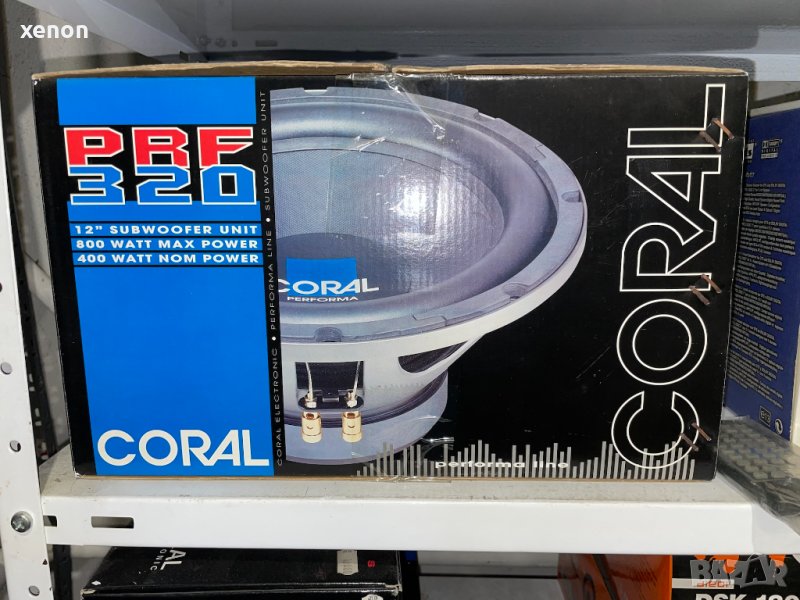 xenon
PRF
320
12” SUBWOOFER UNIT
800 WATT MAX POWER
400 WATT NOM POWER
CORAL
CORAL ELECTRONIC • PERFORMA LINE • SUBWOOFER UNIT
CORAL
PERFORMA
performa line
CORAL
BAZAR